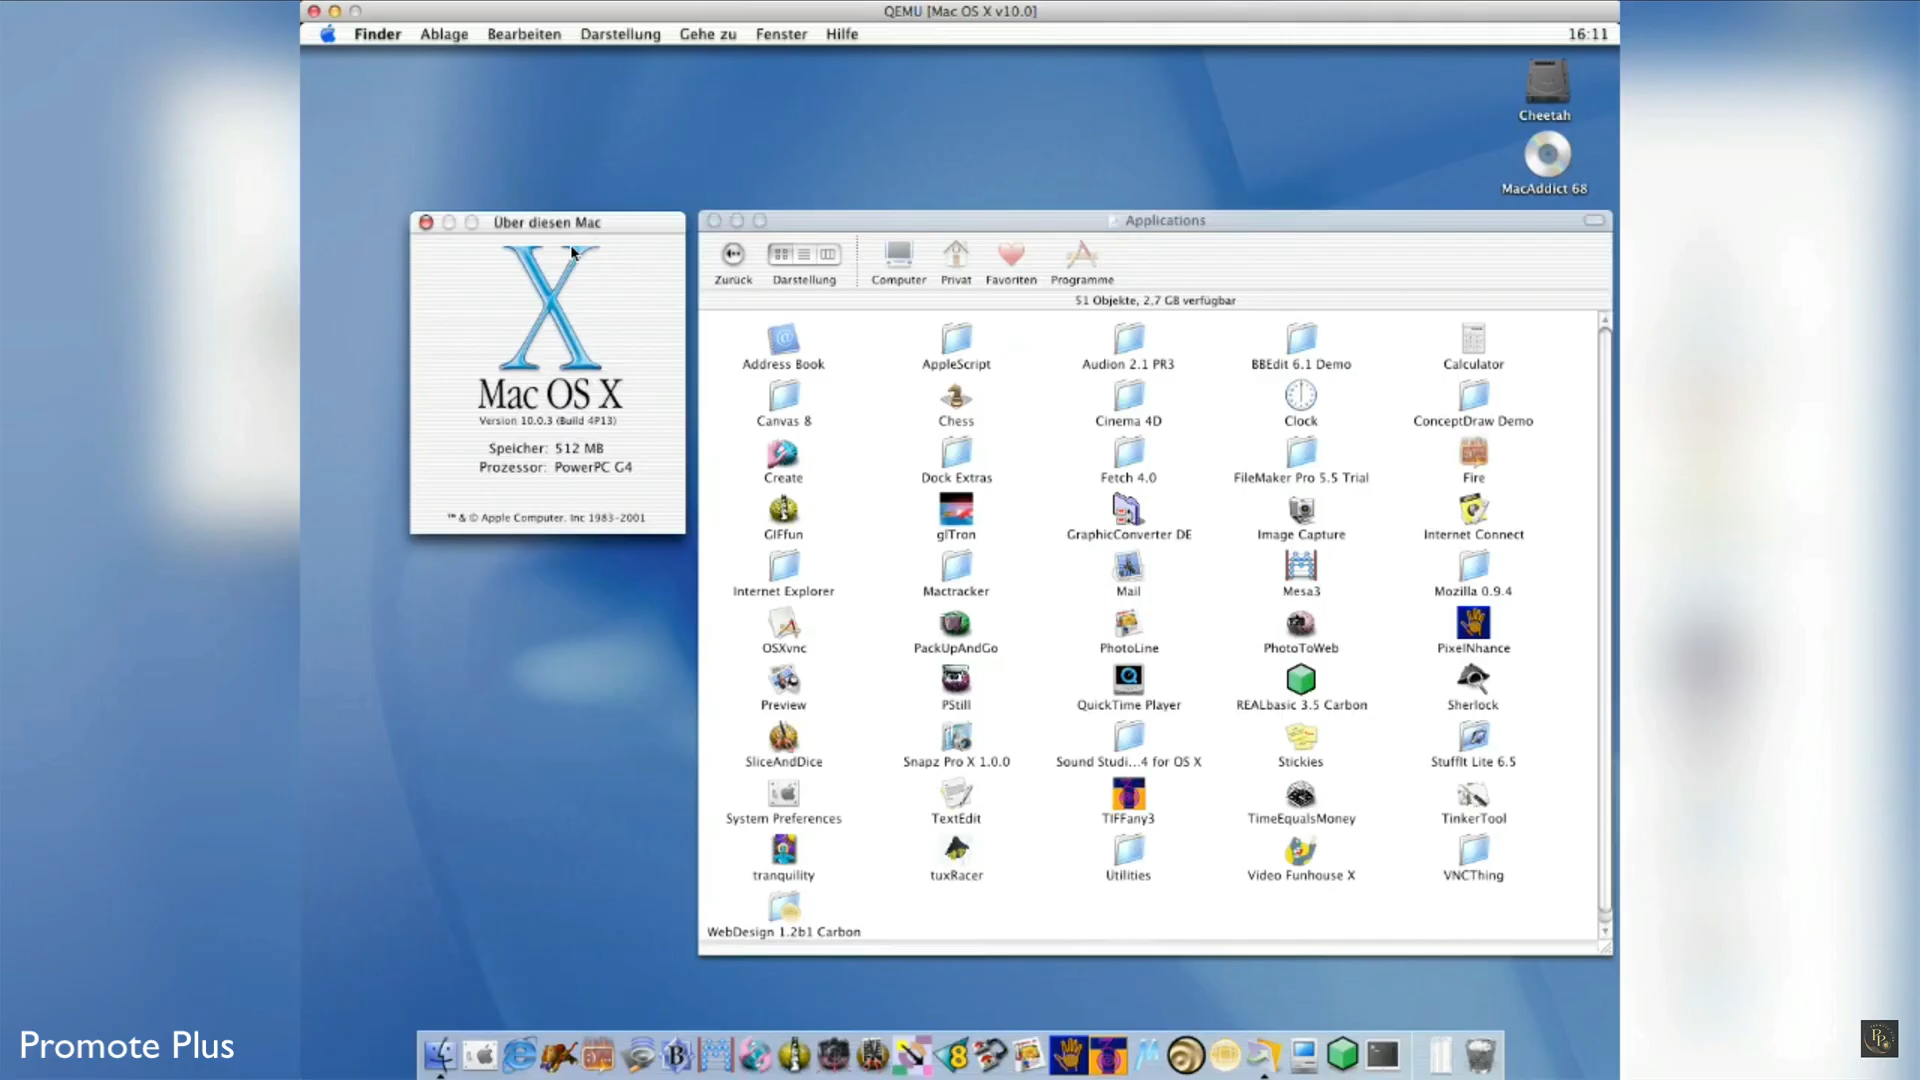 QEMU [Mac OS X v10.0]
Finder Ablage Bearbeiten Darstellung Gehe zu Fenster Hilfe 16:11
Cheetah
MacAddict 68
Über diesen Mac
Mac OS X
Version 10.0.3 (Build 4P13)
Speicher: 512 MB
Prozessor: PowerPC G4
™ & © Apple Computer, Inc 1983-2001
Applications
Zurück Darstellung Computer Privat Favoriten Programme
51 Objekte, 2,7 GB verfügbar
Address Book AppleScript Audion 2.1 PR3 BBEdit 6.1 Demo Calculator
Canvas 8 Chess Cinema 4D Clock ConceptDraw Demo
Create Dock Extras Fetch 4.0 FileMaker Pro 5.5 Trial Fire
GIFfun glTron GraphicConverter DE Image Capture Internet Connect
Internet Explorer Mactracker Mail Mesa3 Mozilla 0.9.4
OSXvnc PackUpAndGo PhotoLine PhotoToWeb PixelNhance
Preview PStill QuickTime Player REALbasic 3.5 Carbon Sherlock
SliceAndDice Snapz Pro X 1.0.0 Sound Studi...4 for OS X Stickies StuffIt Lite 6.5
System Preferences TextEdit TIFFany3 TimeEqualsMoney TinkerTool
tranquility tuxRacer Utilities Video Funhouse X VNCThing
WebDesign 1.2b1 Carbon
Promote Plus